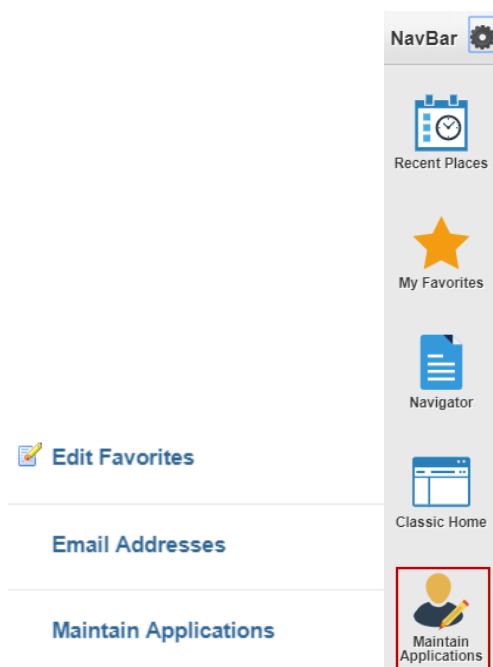 NavBar
Recent Places
My Favorites
Navigator
Classic Home
Maintain
Applications
Edit Favorites
Email Addresses
Maintain Applications